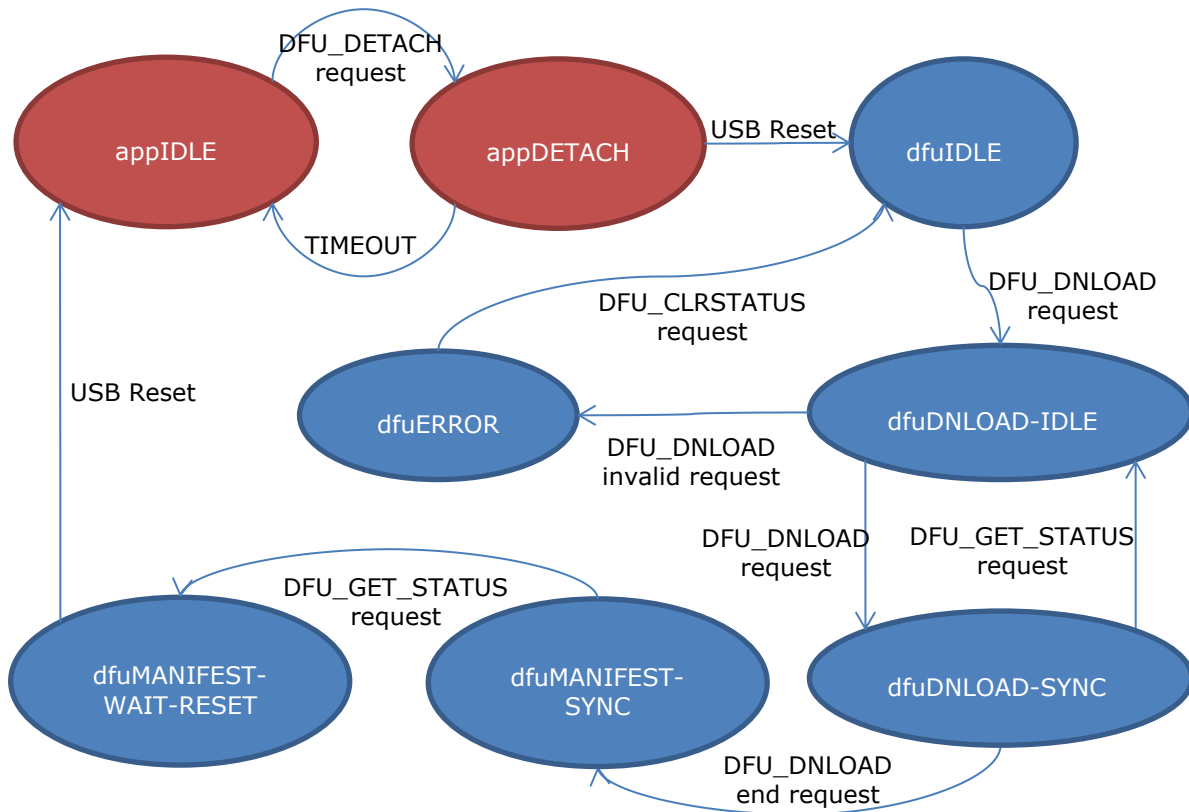 DFU_DETACH
request
appIDLE
appDETACH
USB Reset
dfuIDLE
TIMEOUT
DFU_CLRSTATUS
request
DFU_DNLOAD
request
USB Reset
dfuERROR
dfuDNLOAD-IDLE
DFU_DNLOAD
invalid request
DFU_DNLOAD
request
DFU_GET_STATUS
request
DFU_GET_STATUS
request
dfuMANIFEST-
WAIT-RESET
dfuMANIFEST-
SYNC
dfuDNLOAD-SYNC
DFU_DNLOAD
end request